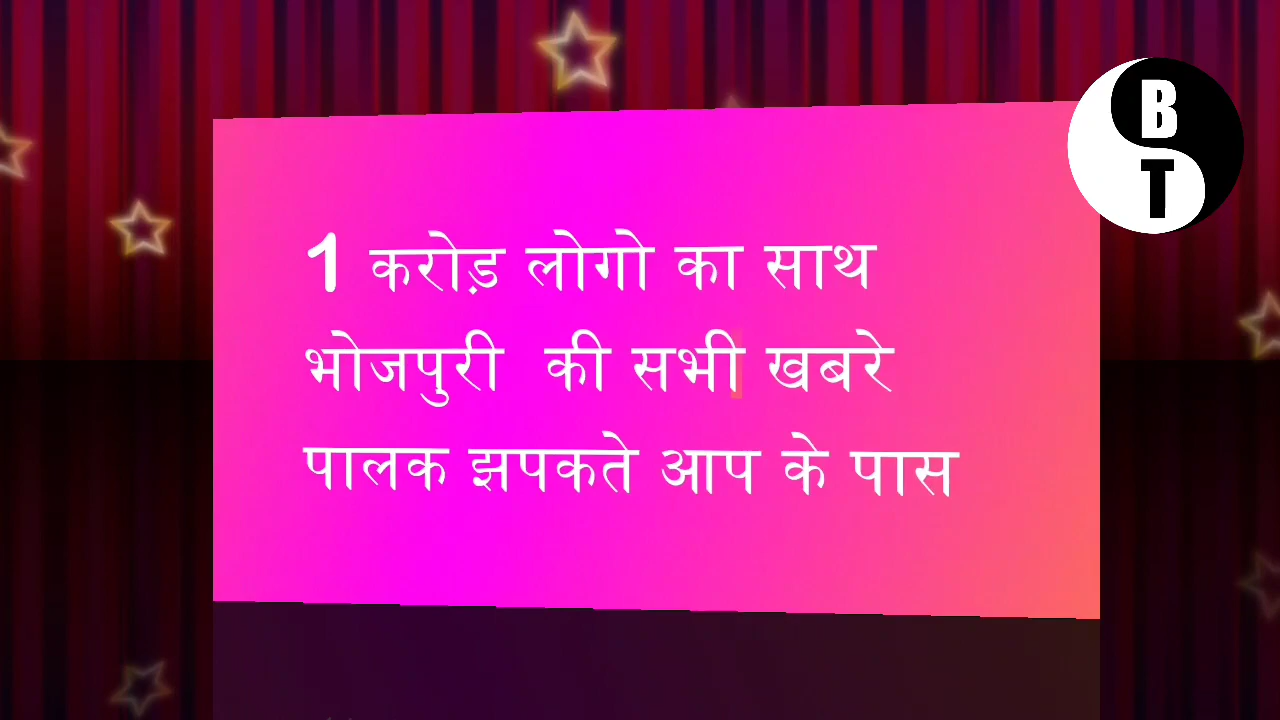 1 करोड़ लोगो का साथ
भोजपुरी की सभी खबरे
पालक झपकते आप के पास
B
T